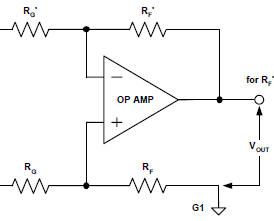 RG' RF'
−
OP AMP
+
for RF'
VOUT
RG RF
G1